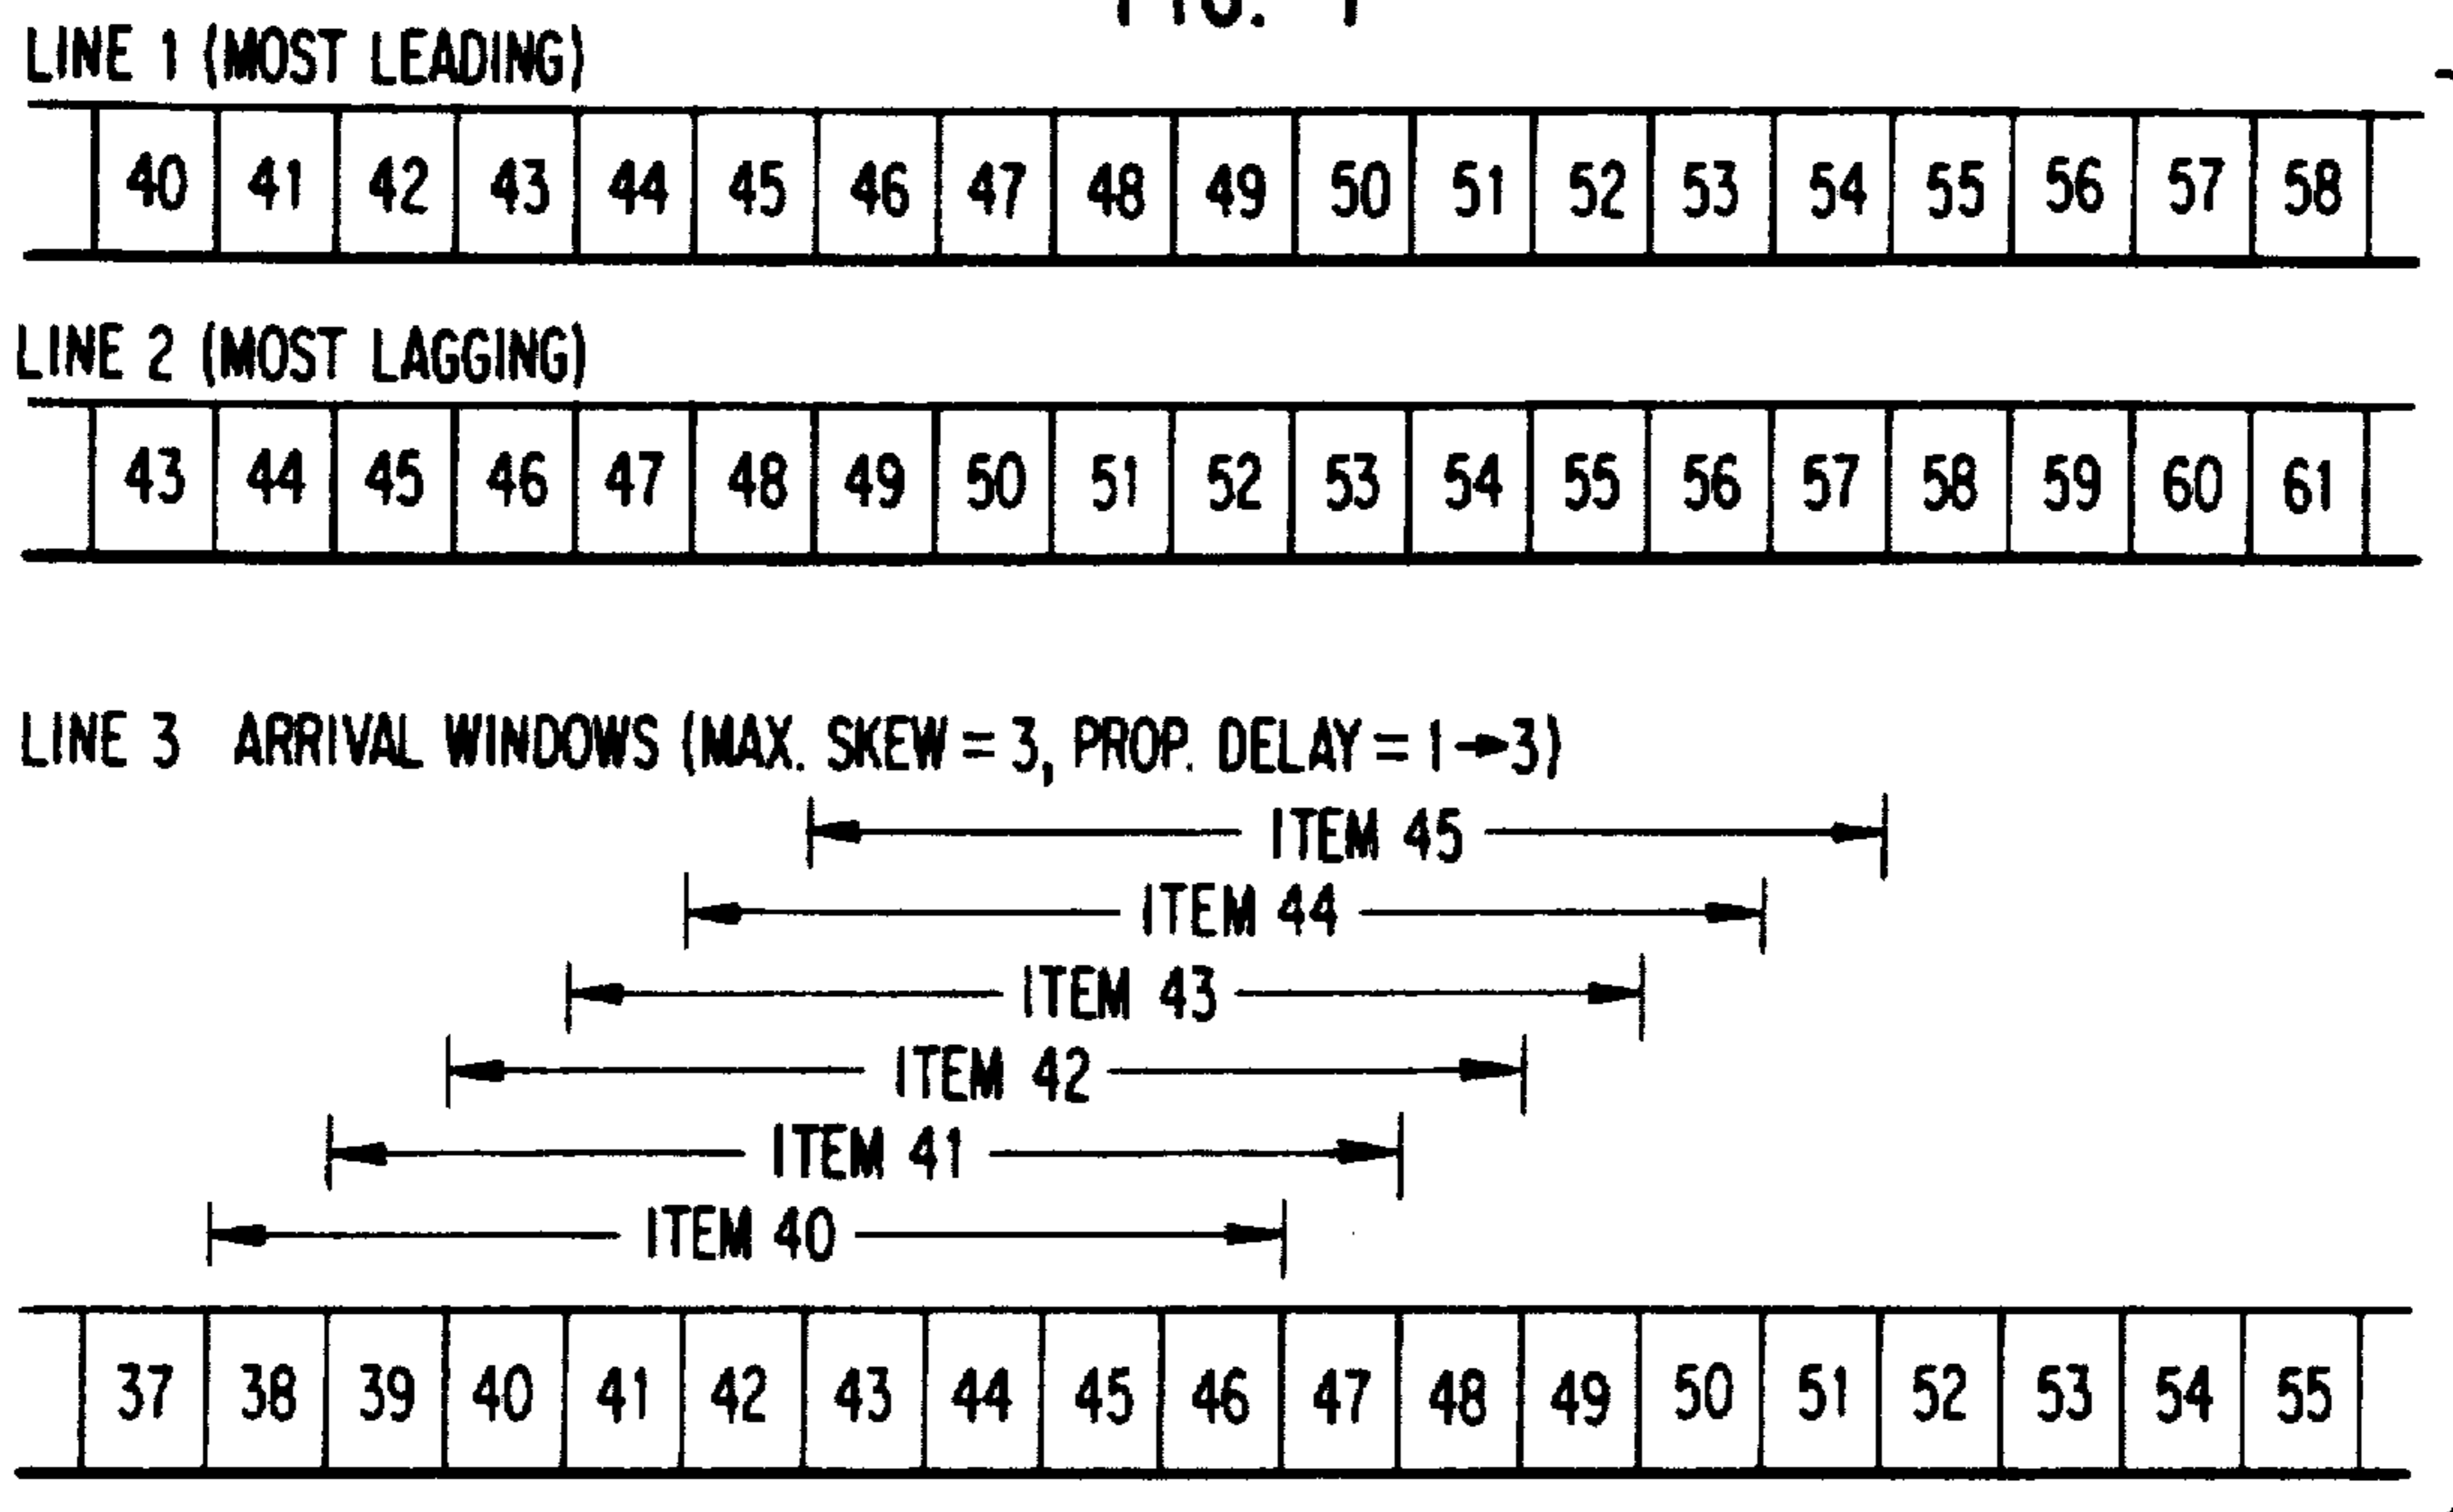 FIG. 1
LINE 1 (MOST LEADING)
40 41 42 43 44 45 46 47 48 49 50 51 52 53 54 55 56 57 58
LINE 2 (MOST LAGGING)
43 44 45 46 47 48 49 50 51 52 53 54 55 56 57 58 59 60 61
LINE 3 ARRIVAL WINDOWS (MAX. SKEW = 3, PROP. DELAY = 1→3)
ITEM 45
ITEM 44
ITEM 43
ITEM 42
ITEM 41
ITEM 40
37 38 39 40 41 42 43 44 45 46 47 48 49 50 51 52 53 54 55